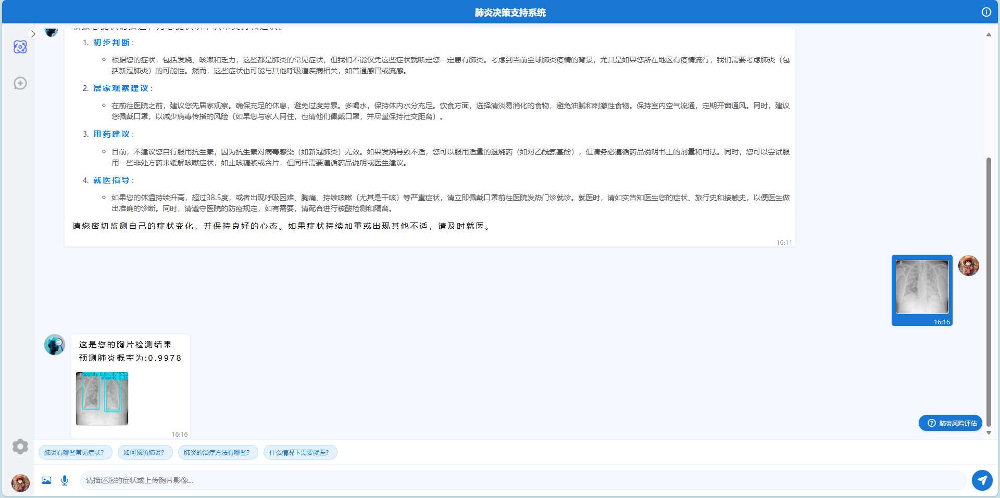 肺炎决策支持系统
1. 初步判断：
根据您的症状，包括发烧、咳嗽和乏力，这些都是肺炎的常见症状，但我们不能仅凭这些症状就断定您一定患有肺炎。考虑到当前全球肺炎疫情的背景，尤其是如果您所在地区有疫情流行，我们需要考虑肺炎（包
括新冠肺炎）的可能性。然而，这些症状也可能与其他呼吸道疾病相关，如普通感冒或流感。
2. 居家观察建议：
在前往医院之前，建议您先居家观察。确保充足的休息，避免过度劳累。多喝水，保持体内水分充足。饮食方面，选择清淡易消化的食物，避免油腻和刺激性食物。保持室内空气流通，定期开窗通风。同时，建议
您佩戴口罩，以减少病毒传播的风险（如果您与家人同住，也请他们佩戴口罩，并尽量保持社交距离）。
3. 用药建议：
目前，不建议您自行服用抗生素，因为抗生素对病毒感染（如新冠肺炎）无效。如果发烧导致不适，您可以服用适量的退烧药（如对乙酰氨基酚），但请务必遵循药品说明书上的剂量和用法。同时，您可以尝试服
用一些非处方药来缓解咳嗽症状，如止咳糖浆或含片，但同样需要遵循药品说明或医生建议。
4. 就医指导：
如果您的体温持续升高，超过38.5度，或者出现呼吸困难、胸痛、持续咳嗽（尤其是干咳）等严重症状，请立即佩戴口罩前往医院发热门诊就诊。就医时，请如实告知医生您的症状、旅行史和接触史，以便医生做
出准确的诊断。同时，请遵守医院的防疫规定，如有需要，请配合进行核酸检测和隔离。
请您密切监测自己的症状变化，并保持良好的心态。如果症状持续加重或出现其他不适，请及时就医。
16:11
16:16
这是您的胸片检测结果
预测肺炎概率为:0.9978
opacity 0.61
16:16
肺炎风险评估
肺炎有哪些常见症状？
如何预防肺炎？
肺炎的治疗方法有哪些？
什么情况下需要就医？
请描述您的症状或上传胸片影像...